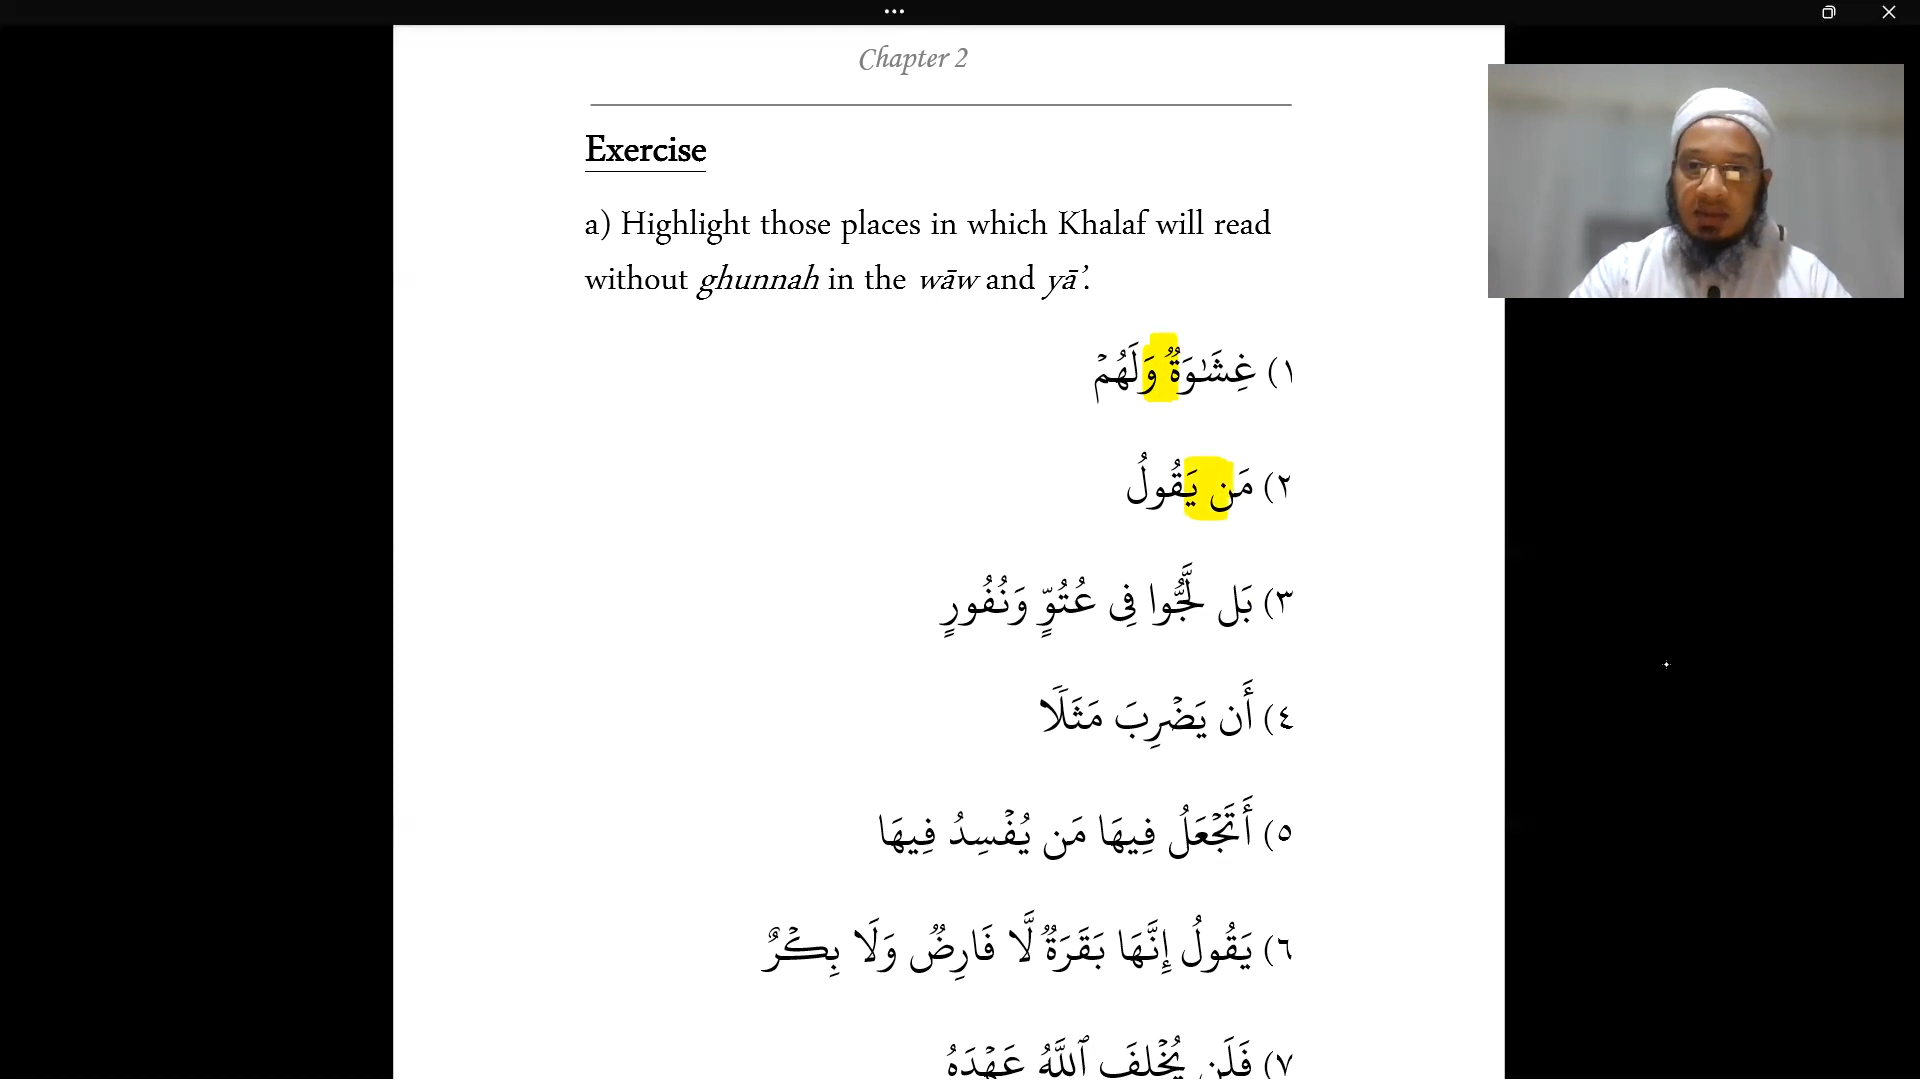 Chapter 2
Exercise
a) Highlight those places in which Khalaf will read
without ghunnah in the wāw and yā’.
١) غِشَـٰوَةٌۭ وَلَهُمْ
٢) مَن يَقُولُ
٣) بَل لَّجُّوا فِى عُتُوٍّ وَنُفُورٍ
٤) أَن يَضْرِبَ مَثَلًا
٥) أَتَجْعَلُ فِيهَا مَن يُفْسِدُ فِيهَا
٦) يَقُولُ إِنَّهَا بَقَرَةٌ لَّا فَارِضٌ وَلَا بِكْرٌ
٧) فَلَن يُخْلِفَ ٱللَّهُ عَهْدَهُ